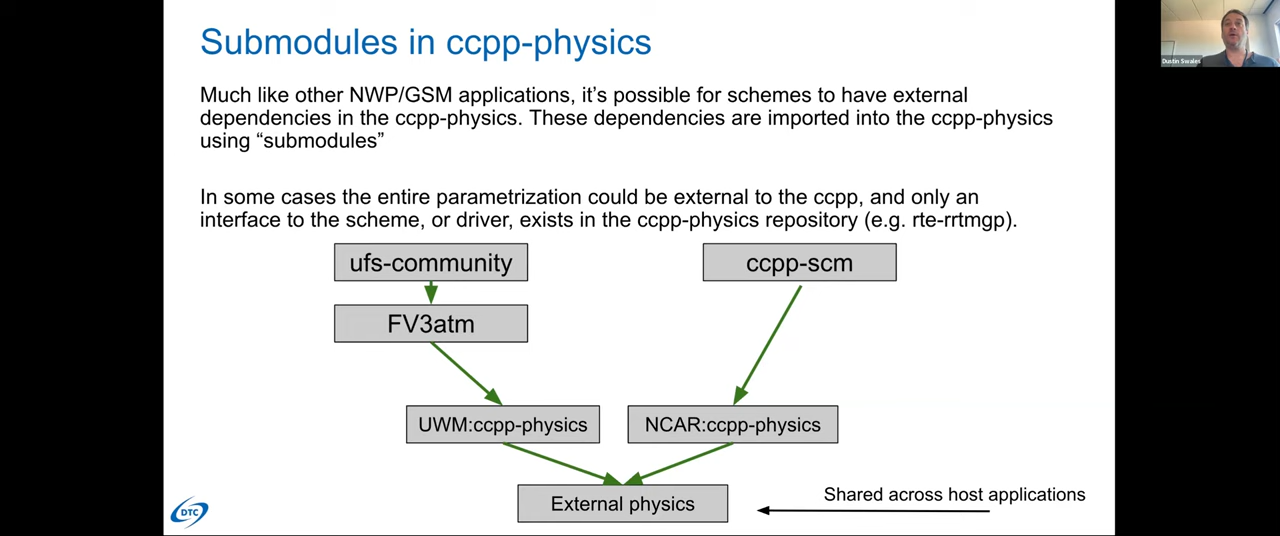 Submodules in ccpp-physics
Dustin Swales
Much like other NWP/GSM applications, it’s possible for schemes to have external
dependencies in the ccpp-physics. These dependencies are imported into the ccpp-physics
using “submodules”
In some cases the entire parametrization could be external to the ccpp, and only an
interface to the scheme, or driver, exists in the ccpp-physics repository (e.g. rte-rrtmgp).
ufs-community
ccpp-scm
FV3atm
UWM:ccpp-physics
NCAR:ccpp-physics
External physics
Shared across host applications
DTC